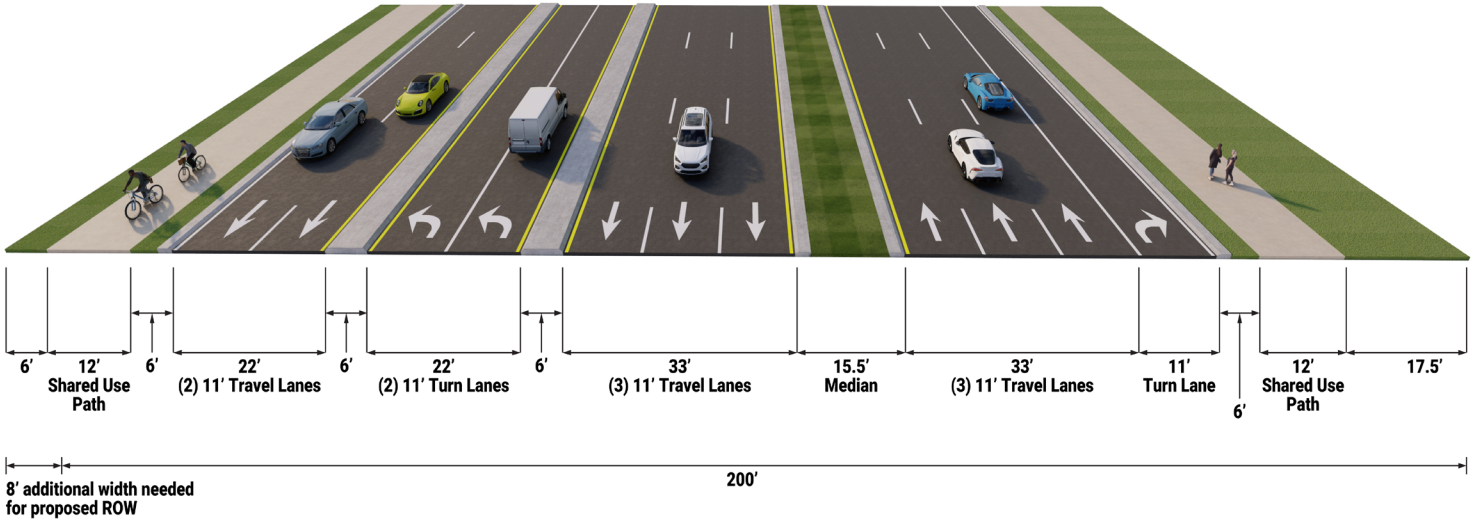 6’
12’
Shared Use
Path
6’
22’
(2) 11’ Travel Lanes
6’
22’
(2) 11’ Turn Lanes
6’
33’
(3) 11’ Travel Lanes
15.5’
Median
33’
(3) 11’ Travel Lanes
11’
Turn Lane
6’
12’
Shared Use
Path
17.5’
200’
8’ additional width needed
for proposed ROW